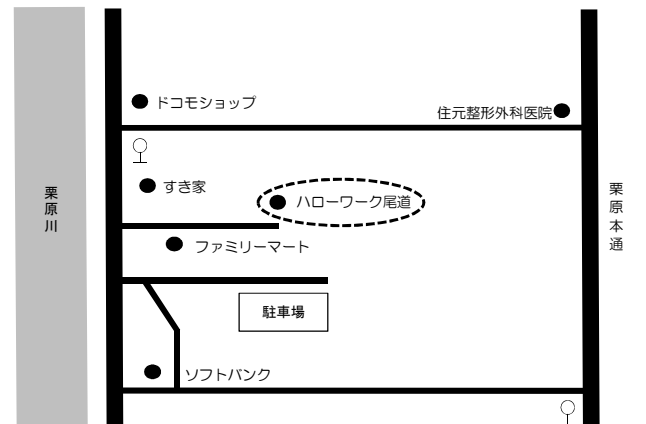 ドコモショップ
住元整形外科医院
すき家
ハローワーク尾道
栗原川
栗原本通
ファミリーマート
駐車場
ソフトバンク